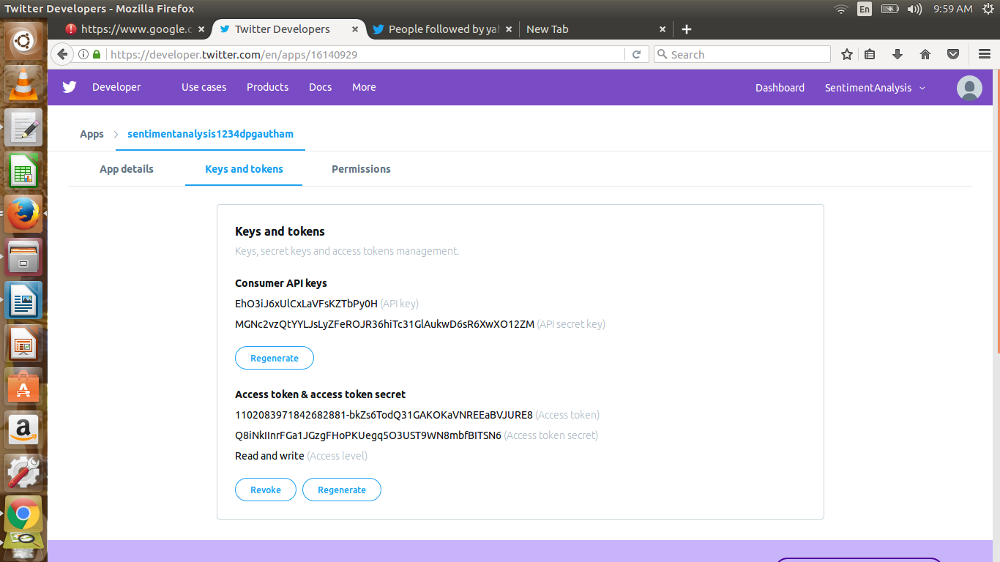 Twitter Developers - Mozilla Firefox
En
9:59 AM
https://www.google.c
Twitter Developers
People followed by yah
New Tab
https://developer.twitter.com/en/apps/16140929
Search
Developer
Use cases
Products
Docs
More
Dashboard
SentimentAnalysis
Apps
sentimentanalysis1234dpgautham
App details
Keys and tokens
Permissions
Keys and tokens
Keys, secret keys and access tokens management.
Consumer API keys
EhO3iJ6xUlCxLaVFsKZTbPy0H (API key)
MGNc2vzQtYYLJsLyZFeROJR36hiTc31GlAukwD6sR6XwXO12ZM (API secret key)
Regenerate
Access token & access token secret
1102083971842682881-bkZs6TodQ31GAKOKaVNREEaBVJURE8 (Access token)
Q8iNkIInrFGa1JGzgFHoPKUegq5O3UST9WN8mbfBITSN6 (Access token secret)
Read and write (Access level)
Revoke
Regenerate